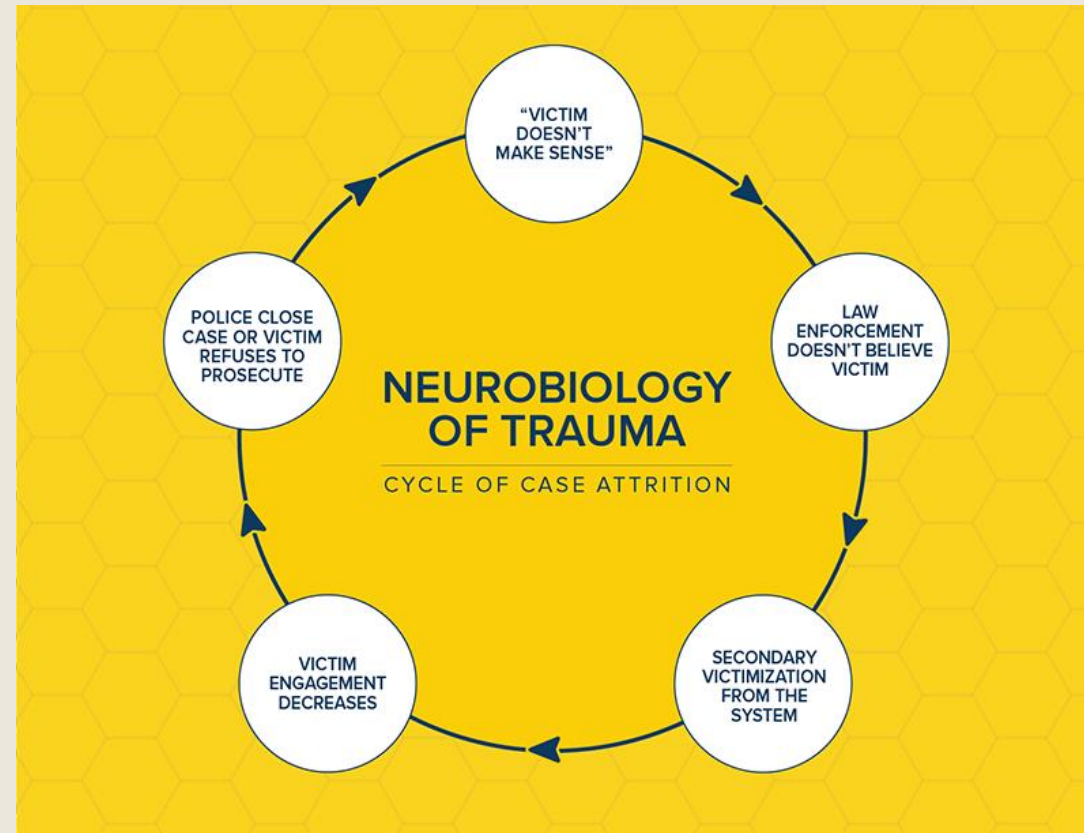 "VICTIM
DOESN'T
MAKE SENSE"
LAW
ENFORCEMENT
DOESN'T BELIEVE
VICTIM
SECONDARY
VICTIMIZATION
FROM THE
SYSTEM
VICTIM
ENGAGEMENT
DECREASES
POLICE CLOSE
CASE OR VICTIM
REFUSES TO
PROSECUTE
NEUROBIOLOGY
OF TRAUMA
CYCLE OF CASE ATTRITION